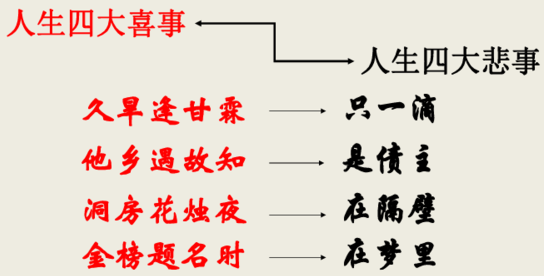 人生四大喜事
人生四大悲事
久旱逢甘霖 只一滴
他乡遇故知 是债主
洞房花烛夜 在隔壁
金榜题名时 在梦里